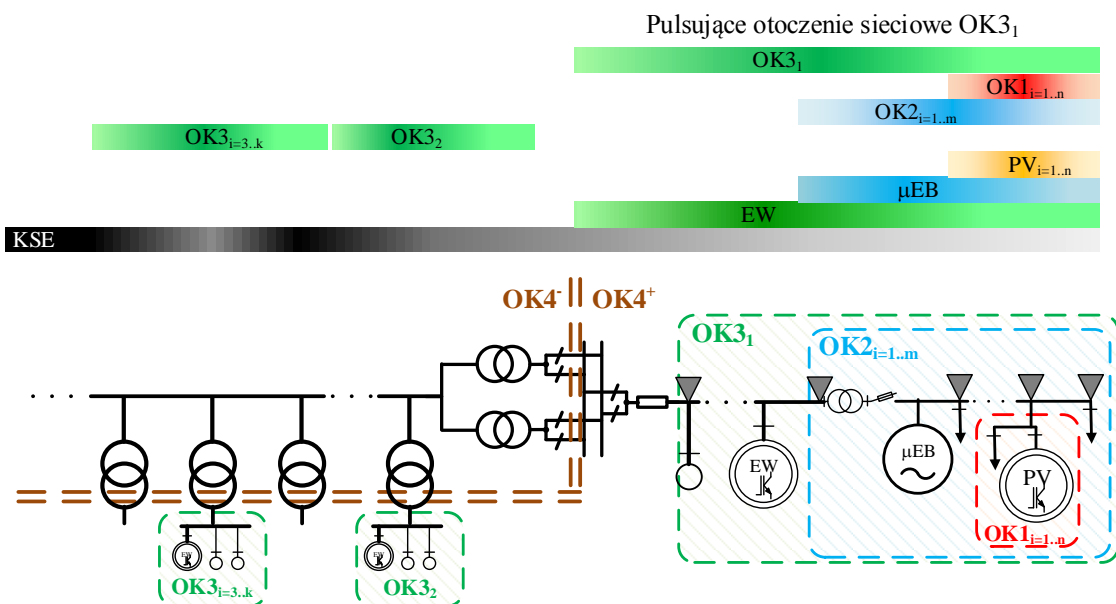 Pulsujące otoczenie sieciowe OK3₁
OK3₁
OK1ᵢ₌₁..ₙ
OK2ᵢ₌₁..ₘ
OK3ᵢ₌₃..ₖ OK3₂
PVᵢ₌₁..ₙ
μEB
EW
KSE
OK4⁻ OK4⁺
OK3₁ OK2ᵢ₌₁..ₘ
EW μEB PV
OK1ᵢ₌₁..ₙ
EW EW
OK3ᵢ₌₃..ₖ OK3₂